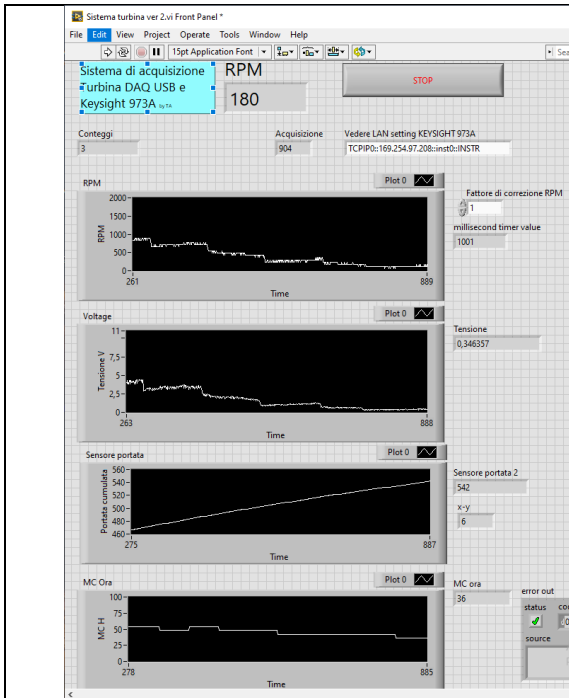 Sistema turbina ver 2.vi Front Panel *
File Edit View Project Operate Tools Window Help
15pt Application Font
Sistema di acquisizione
Turbina DAQ USB e
Keysight 973A by T.A
RPM
180
STOP
Conteggi
3
Acquisizione
904
Vedere LAN setting KEYSIGHT 973A
TCPIP0::169.254.97.208::inst0::INSTR
RPM
Plot 0
2000
1500
1000
500
0
RPM
261
889
Time
Fattore di correzione RPM
1
millisecond timer value
1001
Voltage
Plot 0
11
7,5
5
2,5
0
Tensione V
263
888
Time
Tensione
0,346357
Sensore portata
Plot 0
560
540
520
500
480
460
Portata cumulata
275
887
Time
Sensore portata 2
542
x-y
6
MC Ora
Plot 0
100
75
50
25
0
MC H
278
885
Time
MC ora
36
error out
status
source